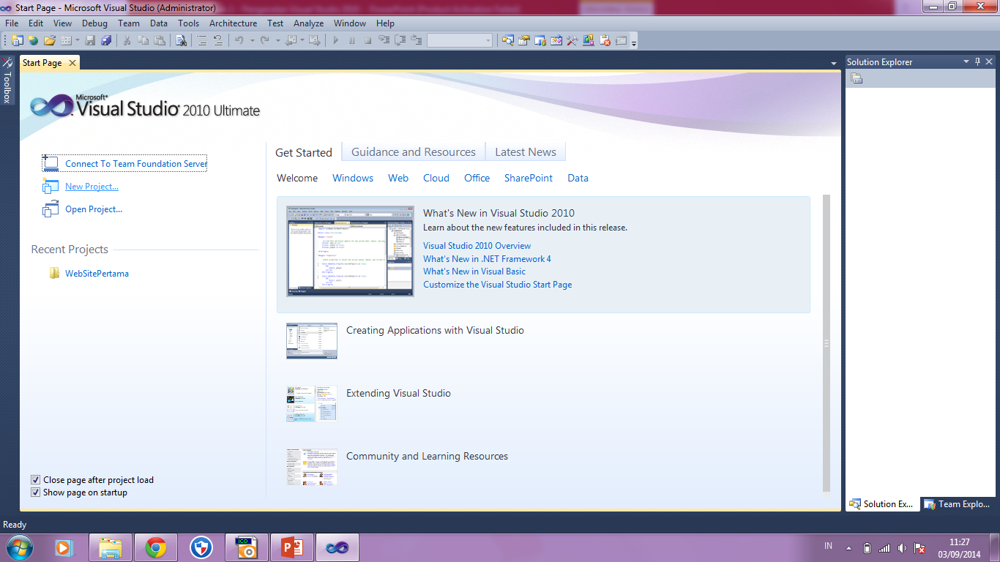 Start Page - Microsoft Visual Studio (Administrator)
File Edit View Debug Team Data Tools Architecture Test Analyze Window Help
Toolbox
Start Page
Solution Explorer
Microsoft®
Visual Studio® 2010 Ultimate
Connect To Team Foundation Server
New Project...
Open Project...
Recent Projects
WebSitePertama
Get Started Guidance and Resources Latest News
Welcome Windows Web Cloud Office SharePoint Data
What's New in Visual Studio 2010
Learn about the new features included in this release.
Visual Studio 2010 Overview
What's New in .NET Framework 4
What's New in Visual Basic
Customize the Visual Studio Start Page
Creating Applications with Visual Studio
Extending Visual Studio
Community and Learning Resources
Close page after project load
Show page on startup
Solution Ex... Team Explo...
Ready
ICO
IN
11:27
03/09/2014